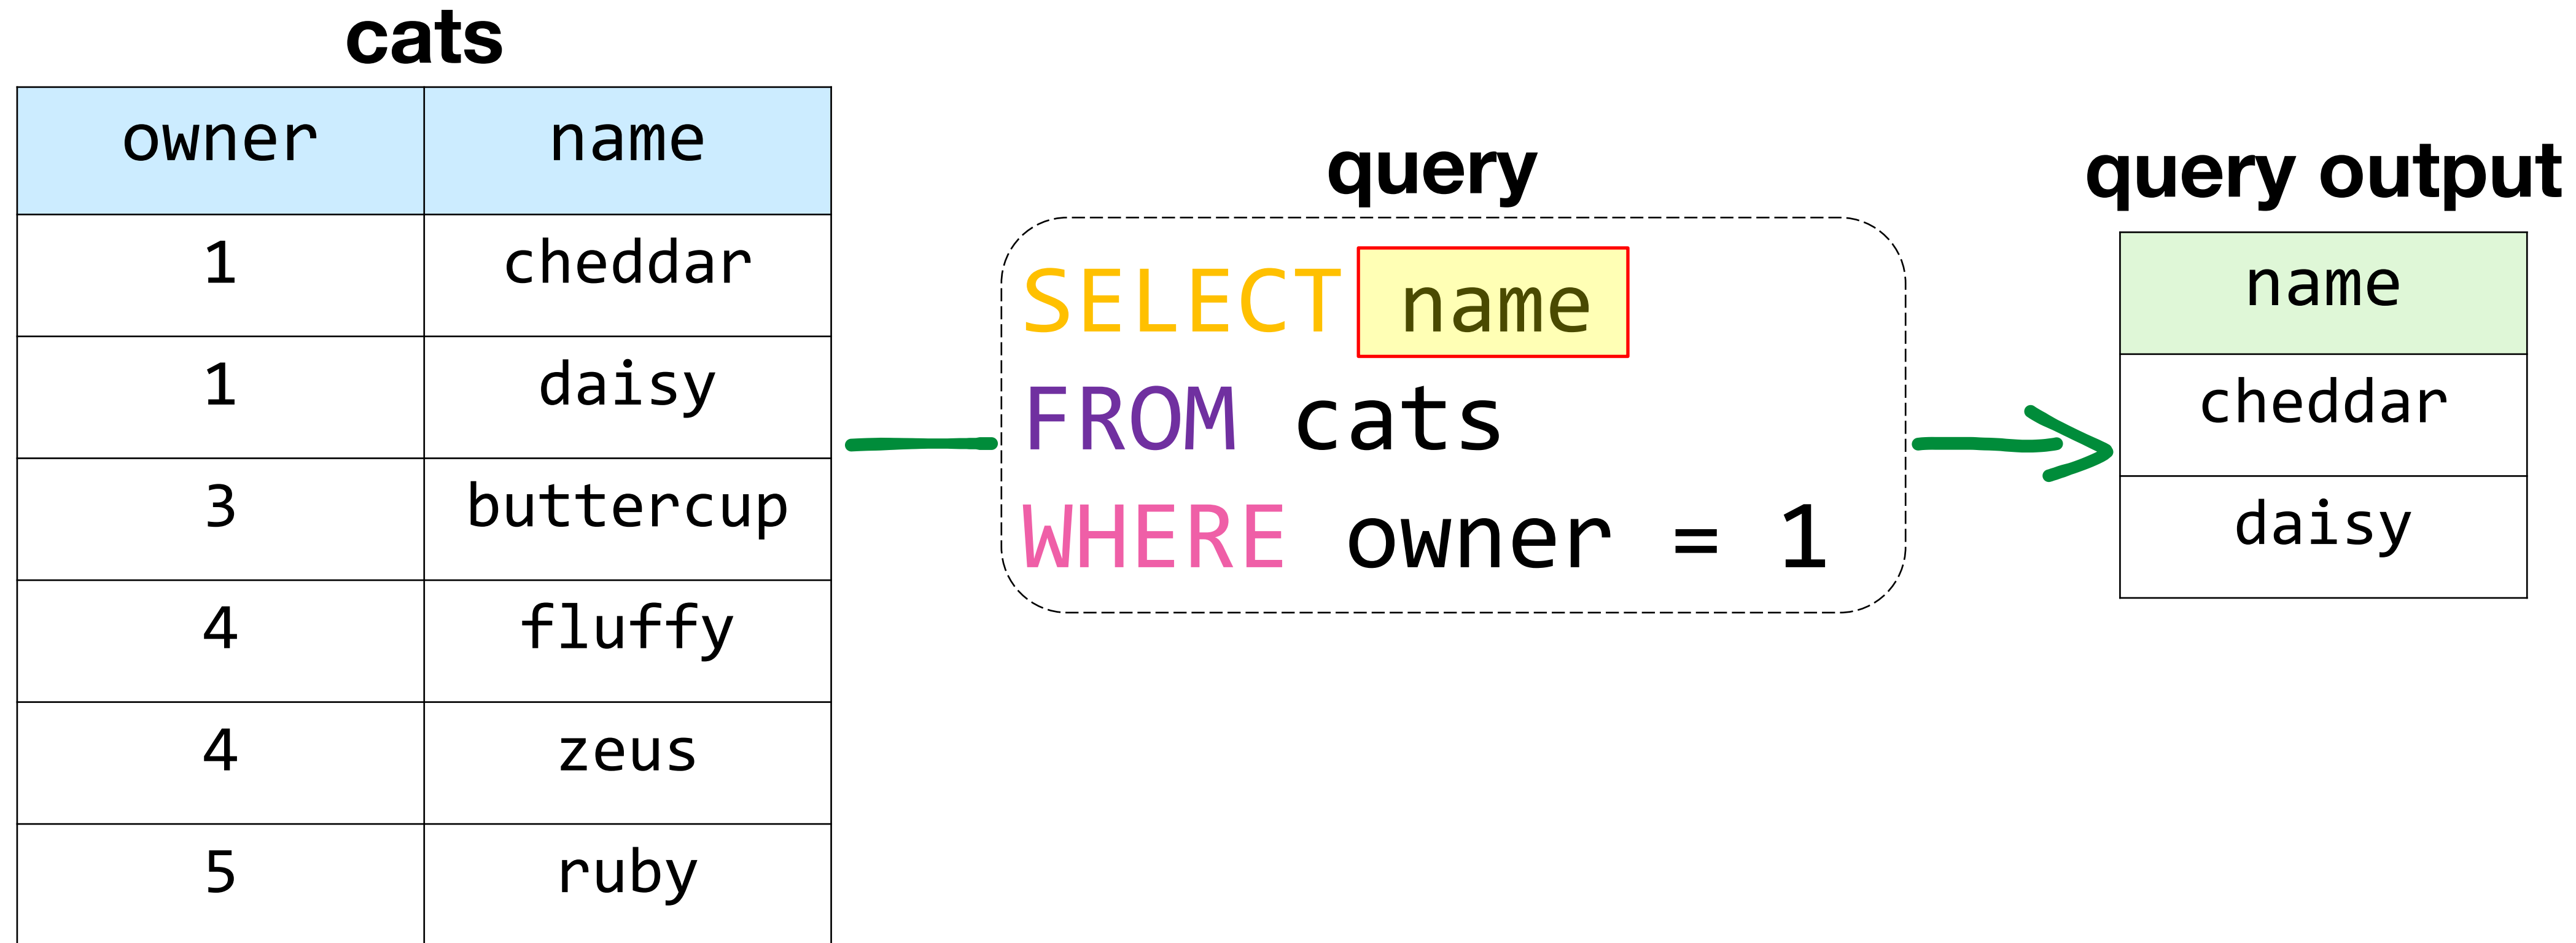 cats
owner name
1 cheddar
1 daisy
3 buttercup
4 fluffy
4 zeus
5 ruby
query
SELECT name
FROM cats
WHERE owner = 1
query output
name
cheddar
daisy